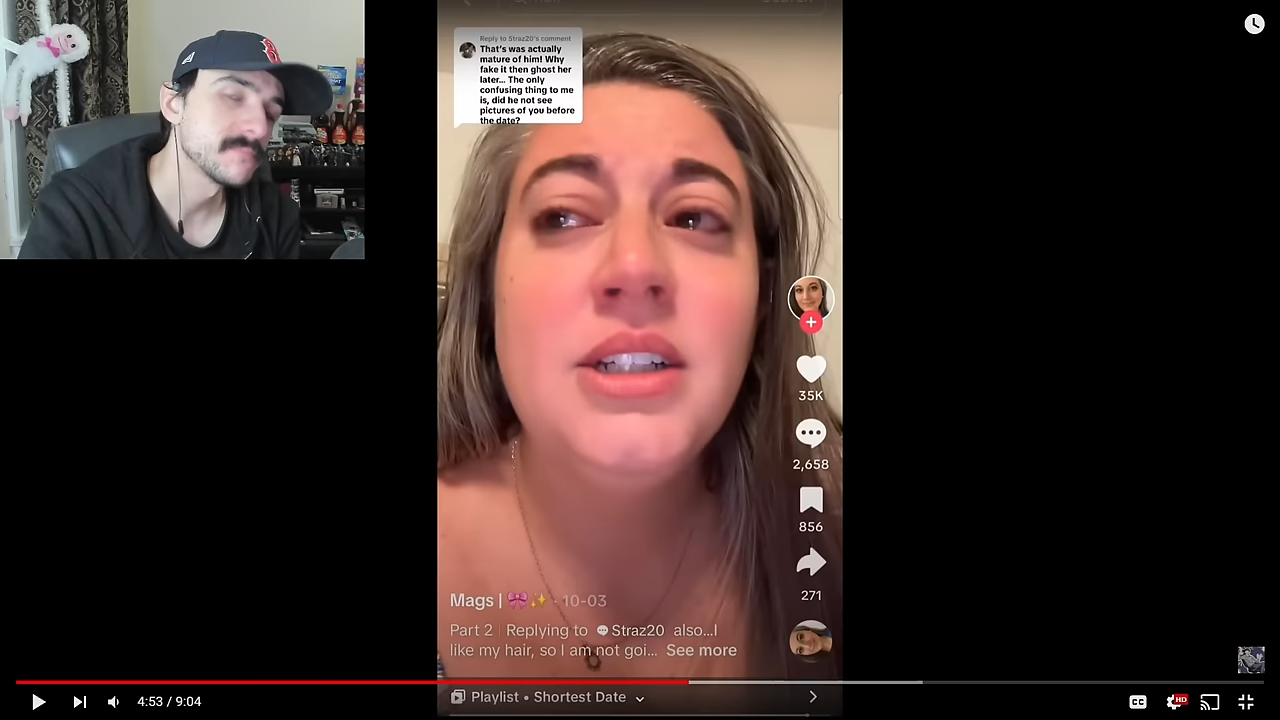 Reply to Straz20's comment
That's was actually
mature of him! Why
fake it then ghost her
later... The only
confusing thing to me
is, did he not see
pictures of you before
the date?
35K
2,658
856
271
Mags | 🎀✨ · 10-03
Part 2 | Replying to 💬Straz20 also...I
like my hair, so I am not goi... See more
Playlist • Shortest Date
4:53 / 9:04
CC
HD